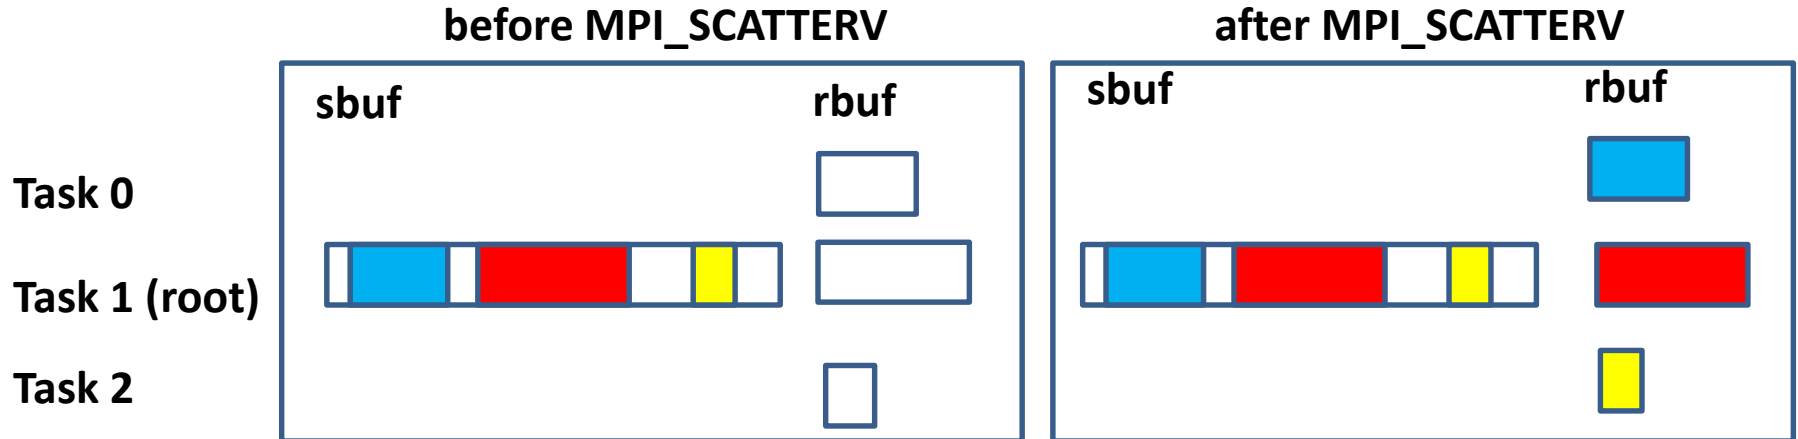 before MPI_SCATTERV
after MPI_SCATTERV
sbuf
rbuf
sbuf
rbuf
Task 0
Task 1 (root)
Task 2